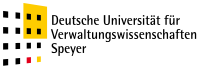 Deutsche Universität für
Verwaltungswissenschaften
Speyer